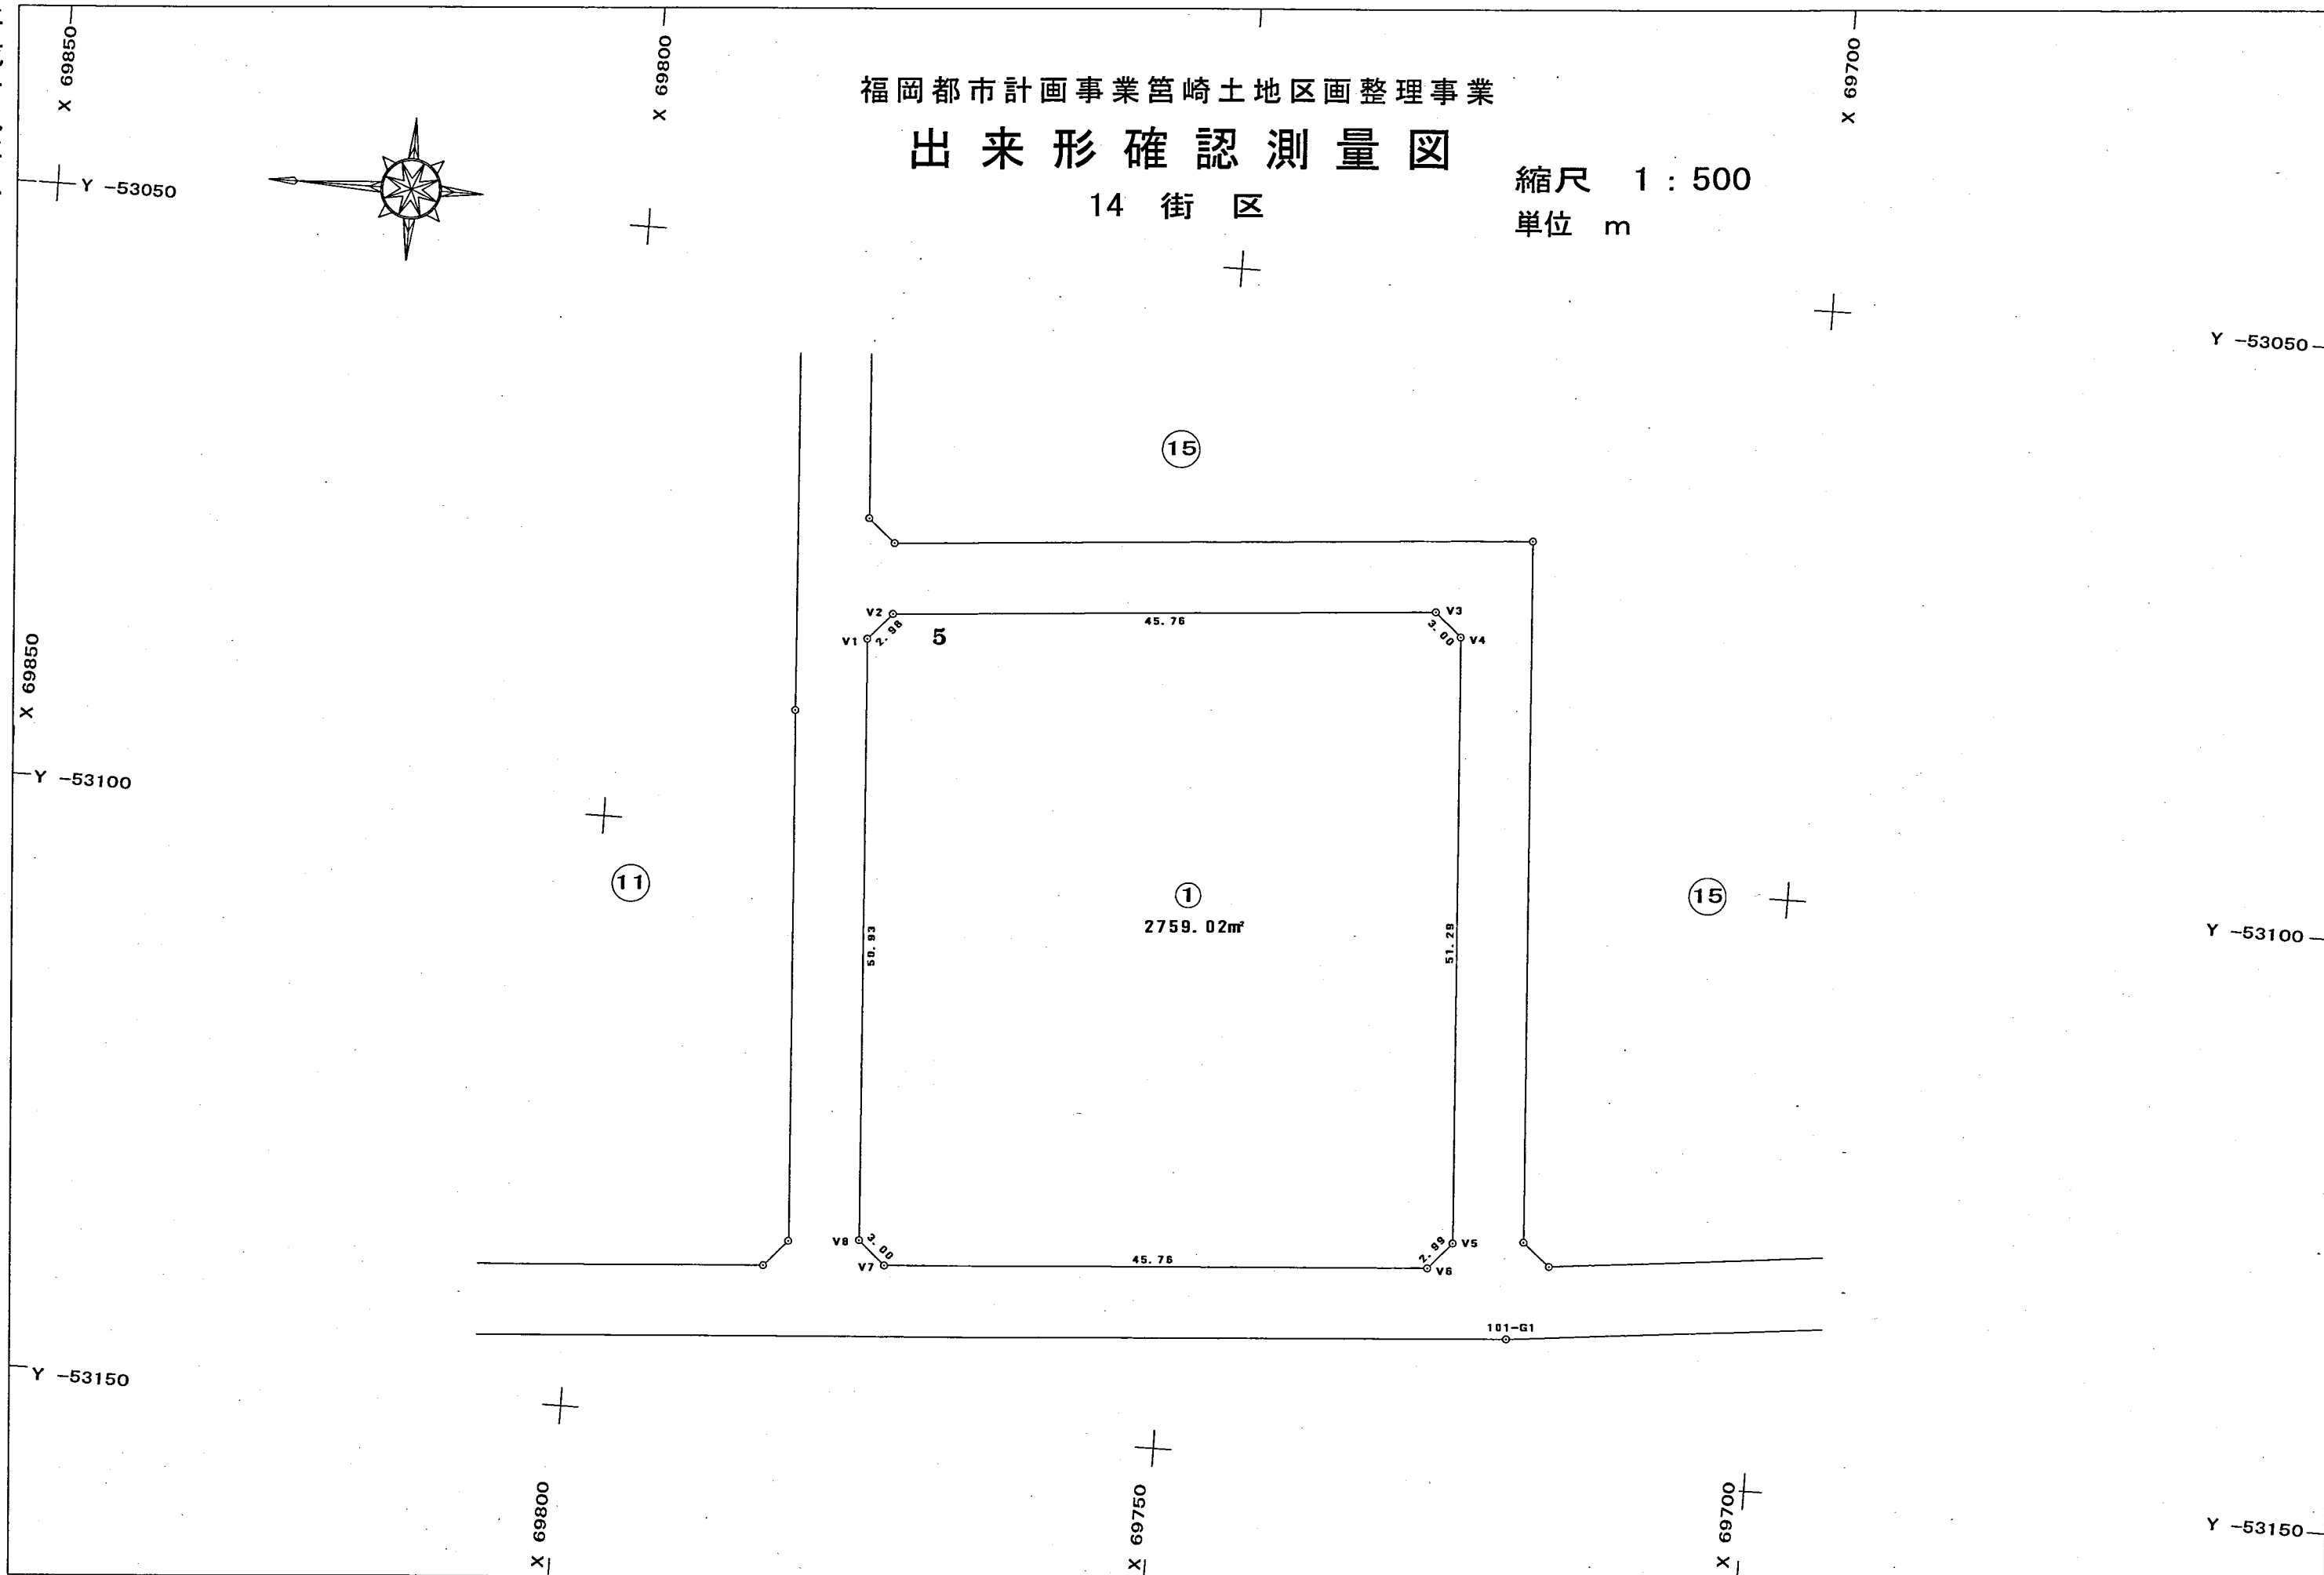 X 69850
X 69800
X 69700
福岡都市計画事業筥崎土地区画整理事業
出来形確認測量図
14 街 区
縮尺 1 : 500
単位 m
Y -53050
Y -53050
15
V2
V3
45.76
V1
2.98
5
3.00
V4
X 69850
Y -53100
11
1
2759.02㎡
15
50.93
51.29
Y -53100
V8
3.00
V7
45.76
2.99
V5
V6
101-G1
Y -53150
X 69800
X 69750
X 69700
Y -53150